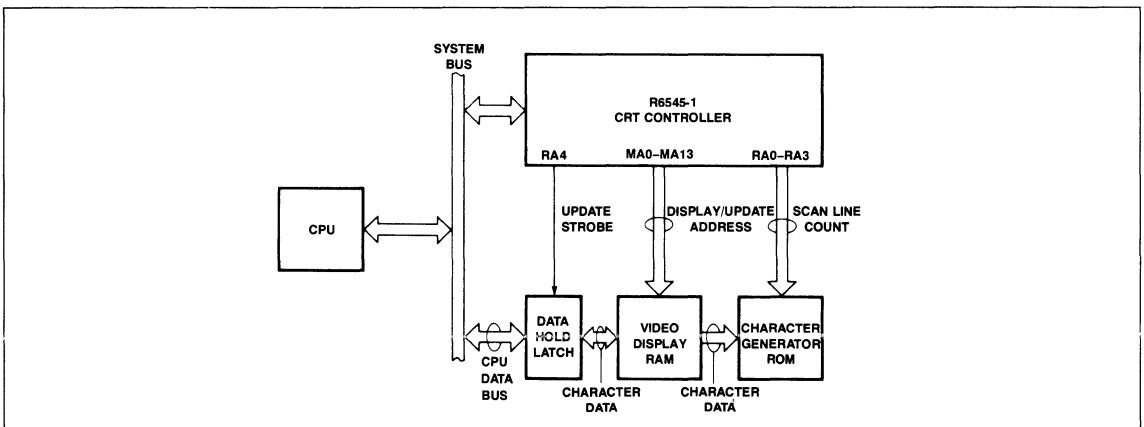 SYSTEM
BUS
R6545-1
CRT CONTROLLER
RA4
MA0–MA13
RA0–RA3
CPU
UPDATE
STROBE
DISPLAY/UPDATE
ADDRESS
SCAN LINE
COUNT
DATA
HOLD
LATCH
VIDEO
DISPLAY
RAM
CHARACTER
GENERATOR
ROM
CPU
DATA
BUS
CHARACTER
DATA
CHARACTER
DATA